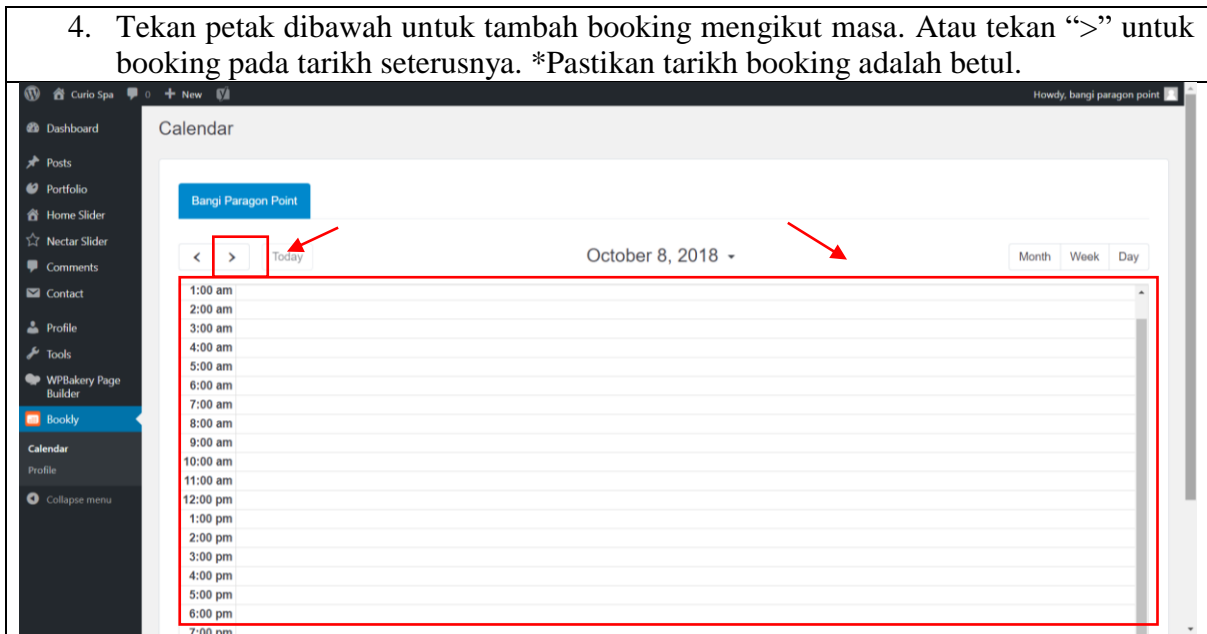 4. Tekan petak dibawah untuk tambah booking mengikut masa. Atau tekan “>” untuk
booking pada tarikh seterusnya. *Pastikan tarikh booking adalah betul.
Curio Spa 0 + New
Howdy, bangi paragon point
Dashboard
Posts
Portfolio
Home Slider
Nectar Slider
Comments
Contact
Profile
Tools
WPBakery Page
Builder
Bookly
Calendar
Profile
Collapse menu
Calendar
Bangi Paragon Point
< > Today
October 8, 2018
Month Week Day
1:00 am
2:00 am
3:00 am
4:00 am
5:00 am
6:00 am
7:00 am
8:00 am
9:00 am
10:00 am
11:00 am
12:00 pm
1:00 pm
2:00 pm
3:00 pm
4:00 pm
5:00 pm
6:00 pm
7:00 pm